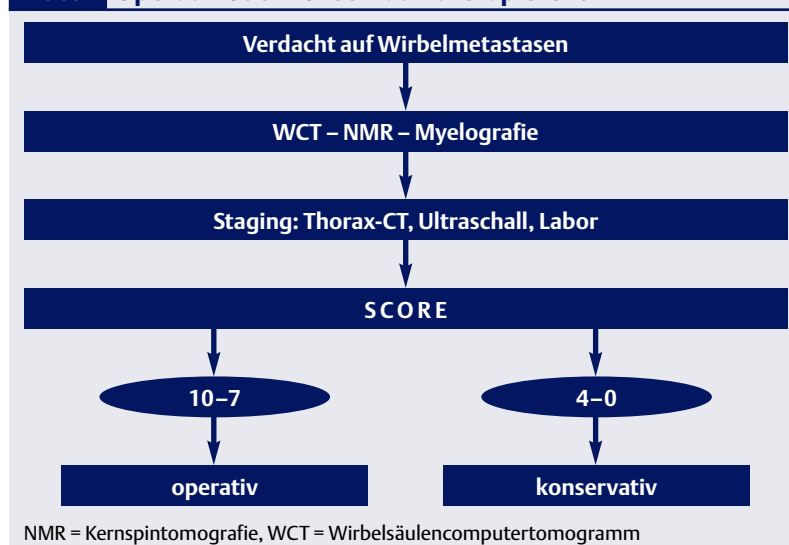 Verdacht auf Wirbelmetastasen
WCT – NMR – Myelografie
Staging: Thorax-CT, Ultraschall, Labor
SCORE
10–7 4–0
operativ konservativ
NMR = Kernspintomografie, WCT = Wirbelsäulencomputertomogramm